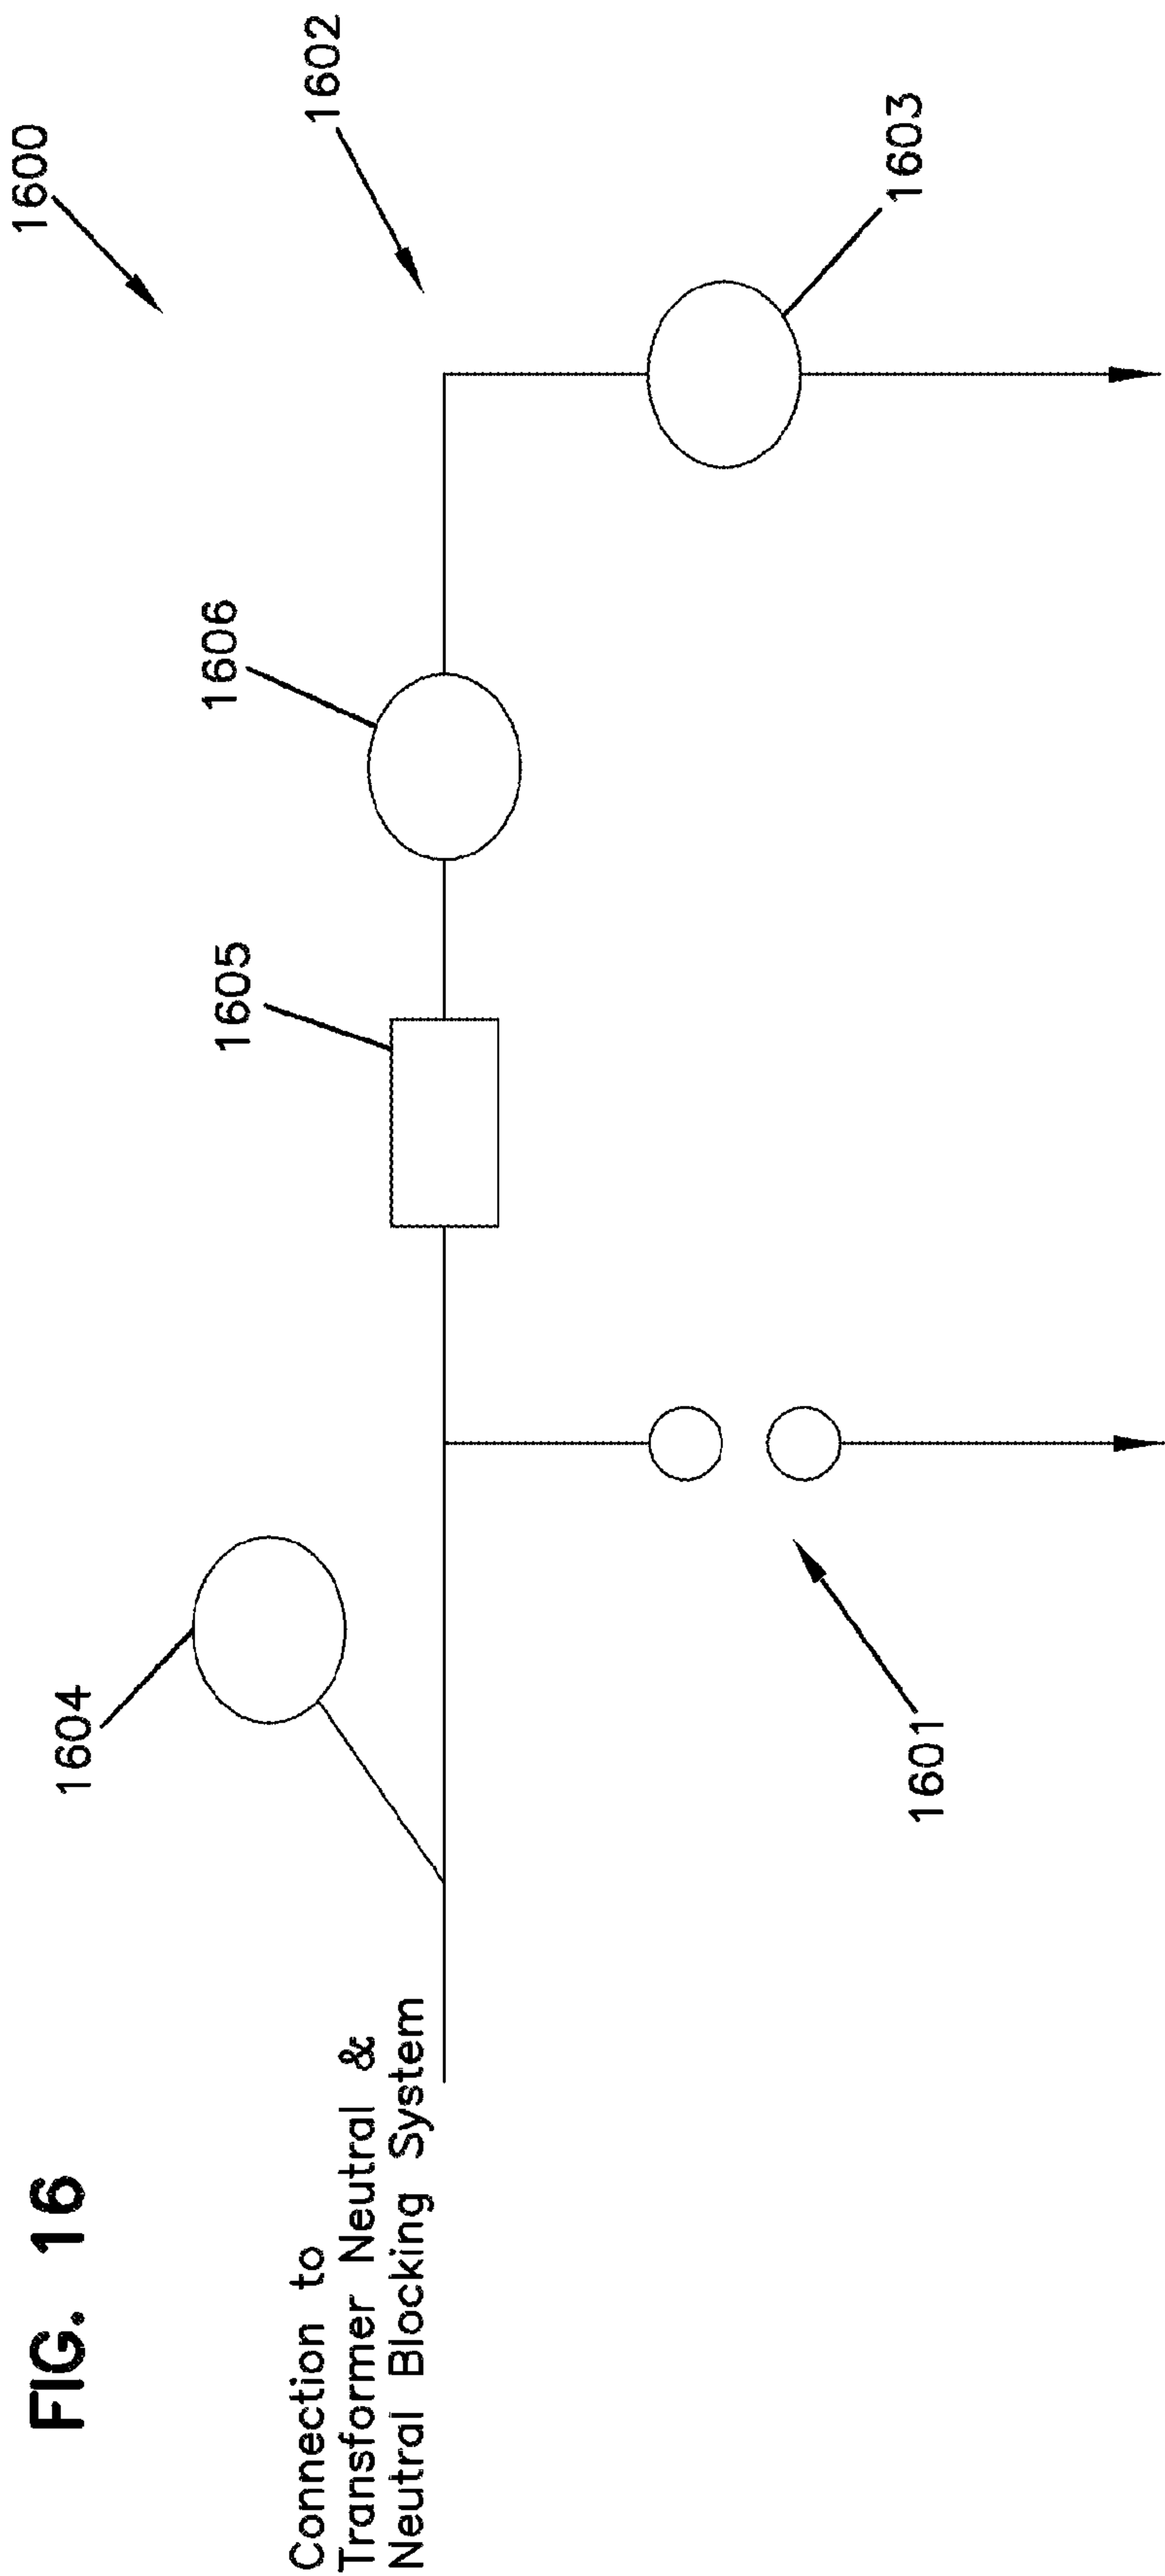 FIG. 16
1600
1602
1604
1606
1605
1603
1601
Connection to
Transformer Neutral &
Neutral Blocking System